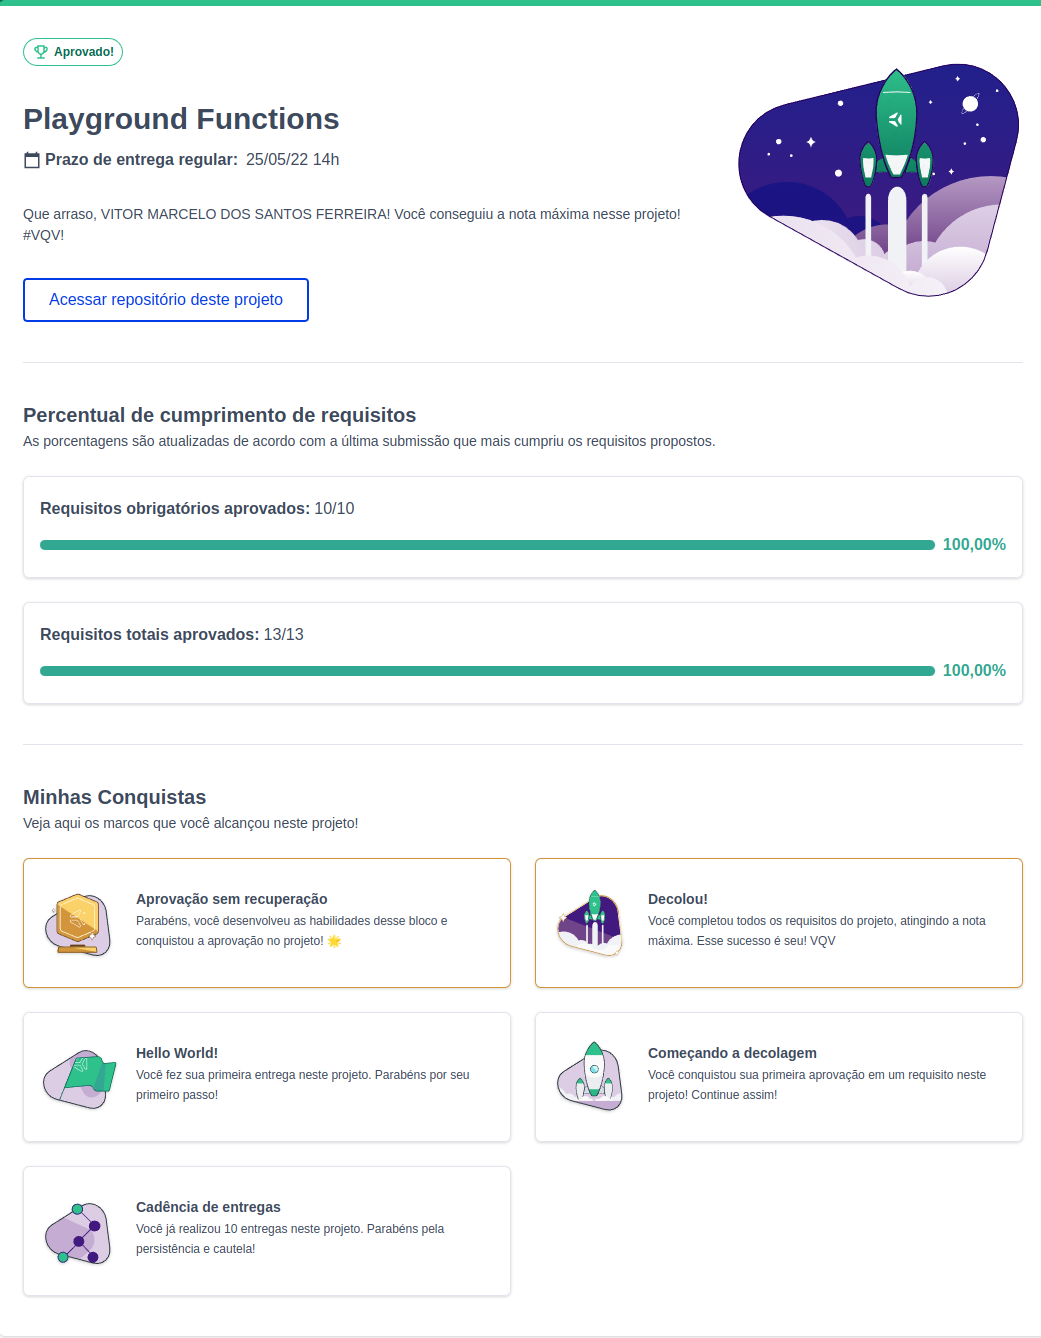 Aprovado!
Playground Functions
Prazo de entrega regular: 25/05/22 14h
Que arraso, VITOR MARCELO DOS SANTOS FERREIRA! Você conseguiu a nota máxima nesse projeto!
#VQV!
Acessar repositório deste projeto
Percentual de cumprimento de requisitos
As porcentagens são atualizadas de acordo com a última submissão que mais cumpriu os requisitos propostos.
Requisitos obrigatórios aprovados: 10/10
100,00%
Requisitos totais aprovados: 13/13
100,00%
Minhas Conquistas
Veja aqui os marcos que você alcançou neste projeto!
Aprovação sem recuperação
Parabéns, você desenvolveu as habilidades desse bloco e
conquistou a aprovação no projeto! 🌟
Decolou!
Você completou todos os requisitos do projeto, atingindo a nota
máxima. Esse sucesso é seu! VQV
Hello World!
Você fez sua primeira entrega neste projeto. Parabéns por seu
primeiro passo!
Começando a decolagem
Você conquistou sua primeira aprovação em um requisito neste
projeto! Continue assim!
Cadência de entregas
Você já realizou 10 entregas neste projeto. Parabéns pela
persistência e cautela!